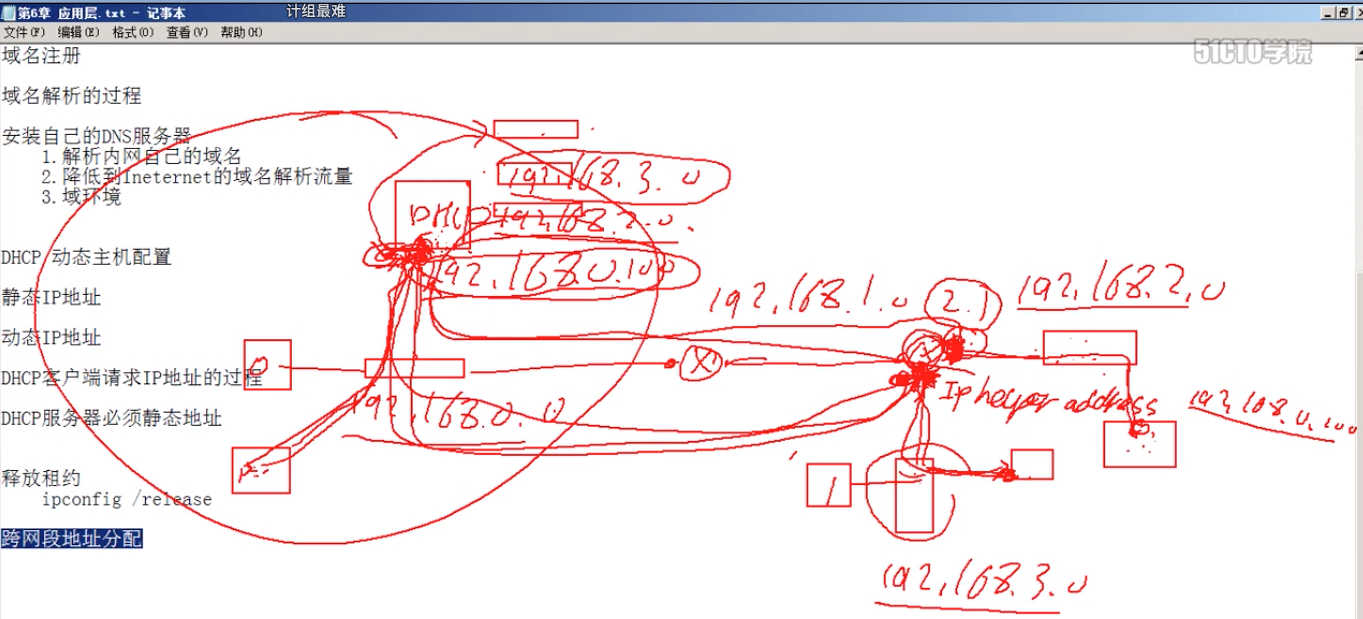 第6章 应用层.txt - 记事本
计组最难
文件(F) 编辑(E) 格式(O) 查看(V) 帮助(H)
51CTO学院
域名注册
域名解析的过程
安装自己的DNS服务器
1.解析内网自己的域名
2.降低到Ineternet的域名解析流量
3.域环境
192.168.3.0
DHCP
192.168.2.0
DHCP 动态主机配置
192.168.0.100
静态IP地址
192.168.1.0
2.1
192.168.2.0
动态IP地址
DHCP客户端请求IP地址的过程
Ip helper address
192.168.0.100
DHCP服务器必须静态地址
192.168.0.0
释放租约
ipconfig /release
1
跨网段地址分配
192.168.3.0